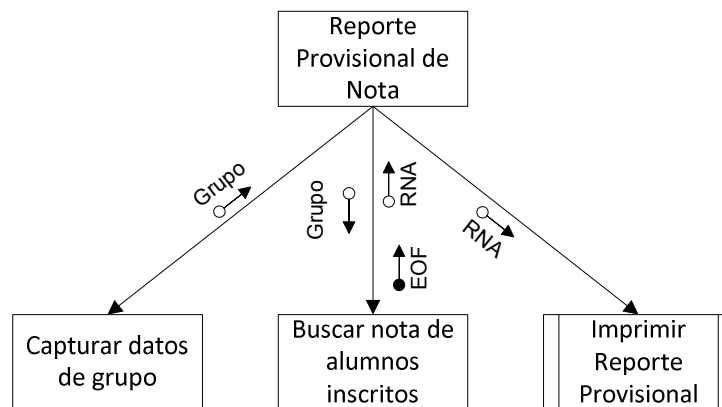 Reporte
Provisional de
Nota
Grupo
Grupo
RNA
EOF
RNA
Capturar datos
de grupo
Buscar nota de
alumnos
inscritos
Imprimir
Reporte
Provisional